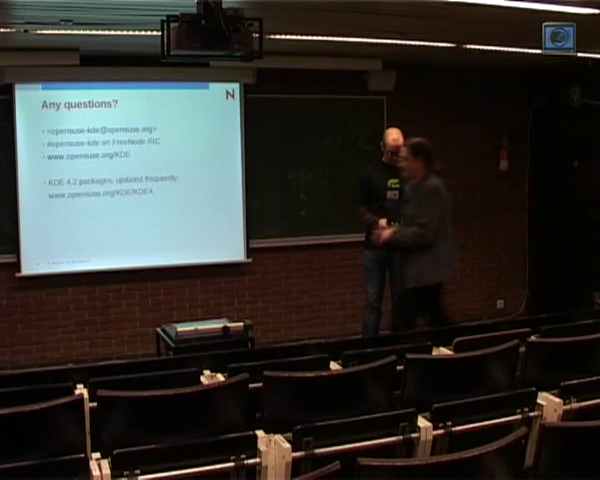 N
Any questions?
· <opensuse-kde@opensuse.org>
· #opensuse-kde on FreeNode IRC
· www.opensuse.org/KDE
· KDE 4.2 packages, updated frequently:
www.opensuse.org/KDE/KDE4